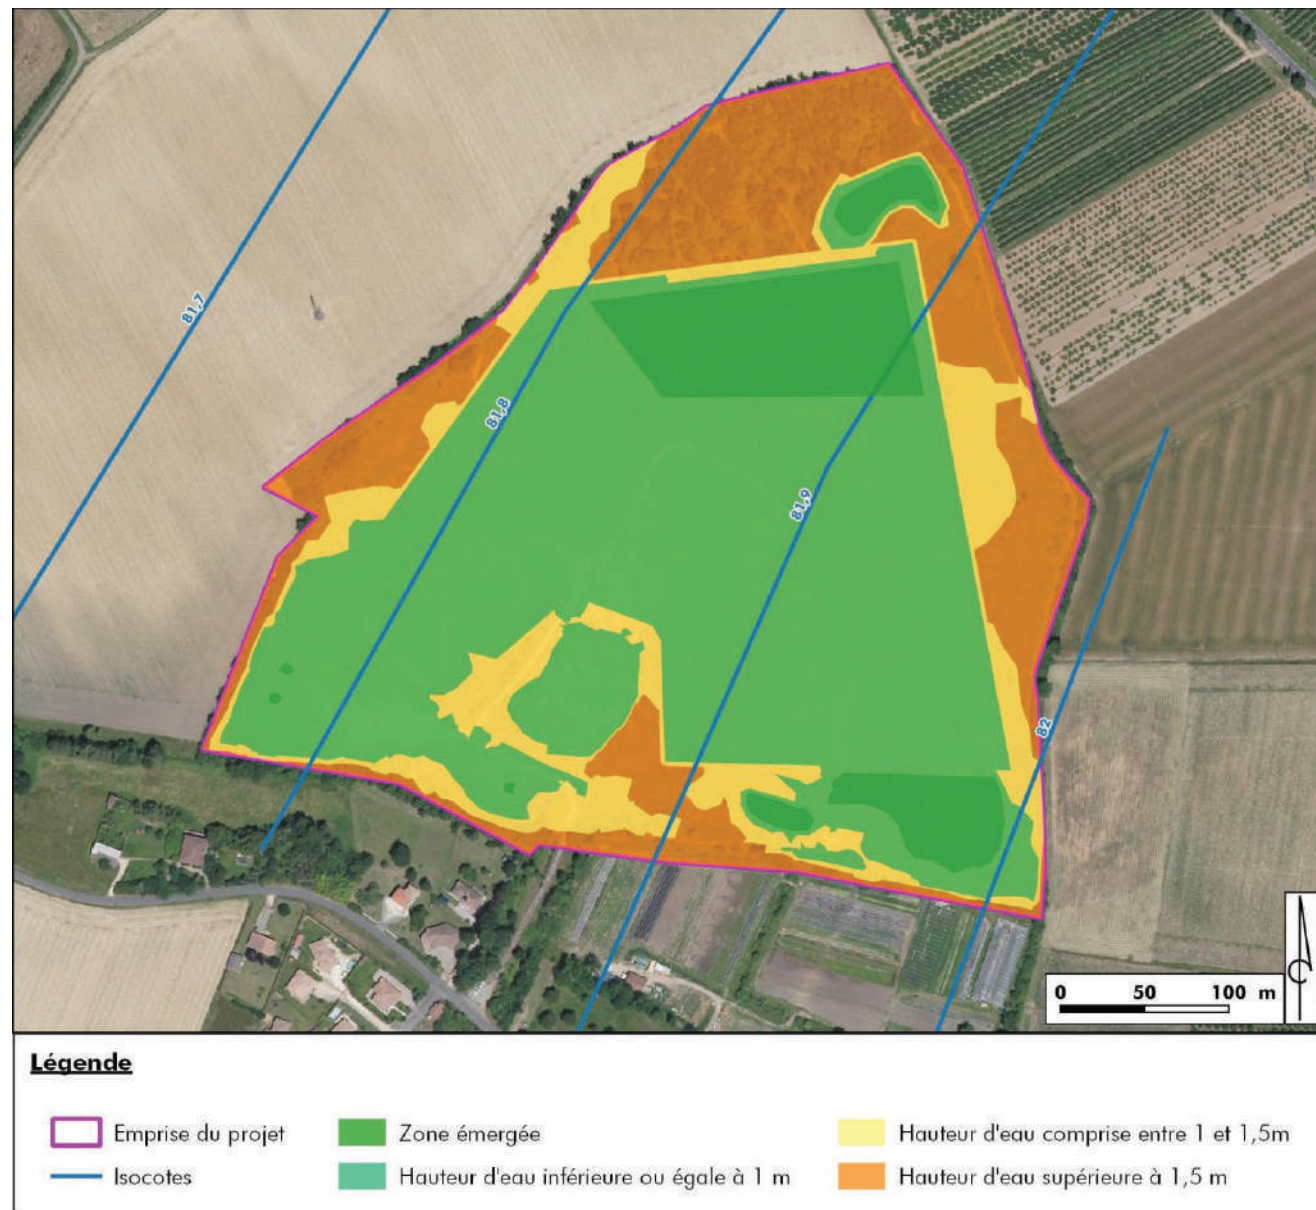 81,7
81,8
81,9
82
0 50 100 m
Légende
Emprise du projet
Zone émergée
Hauteur d'eau comprise entre 1 et 1,5m
Isocotes
Hauteur d'eau inférieure ou égale à 1 m
Hauteur d'eau supérieure à 1,5 m